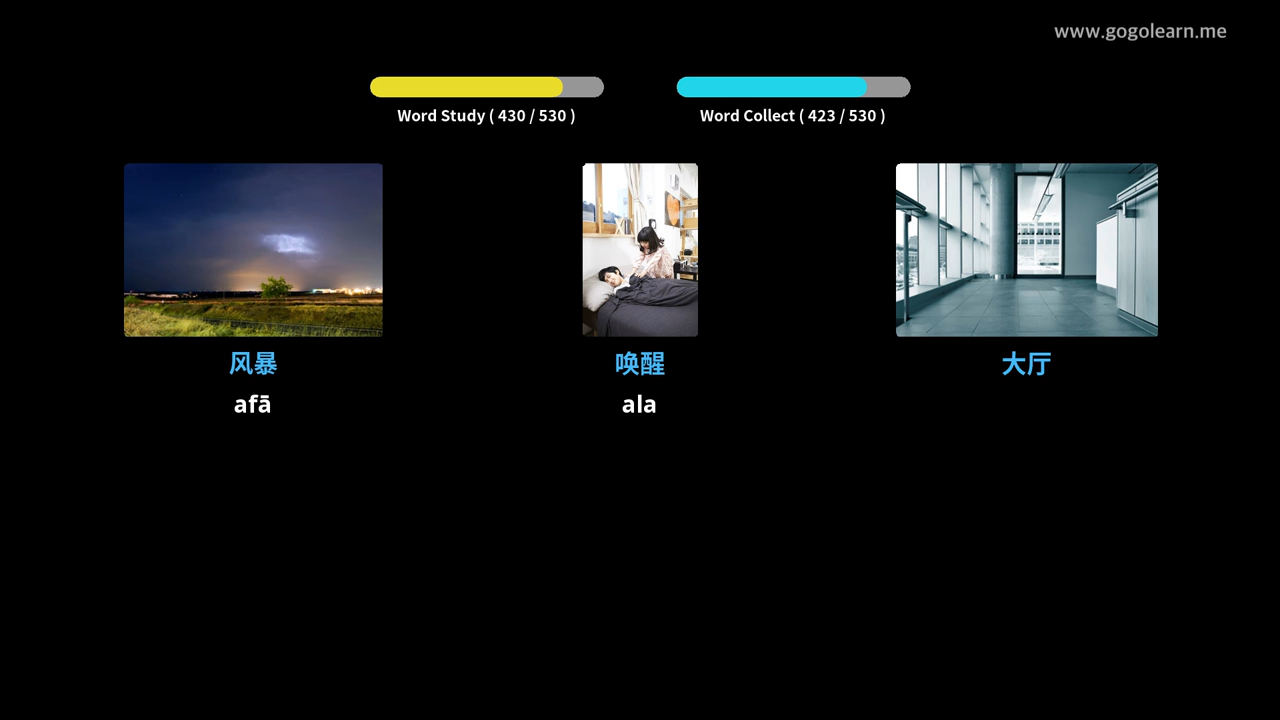 www.gogolearn.me
Word Study ( 430 / 530 )
Word Collect ( 423 / 530 )
风暴
唤醒
大厅
afā
ala